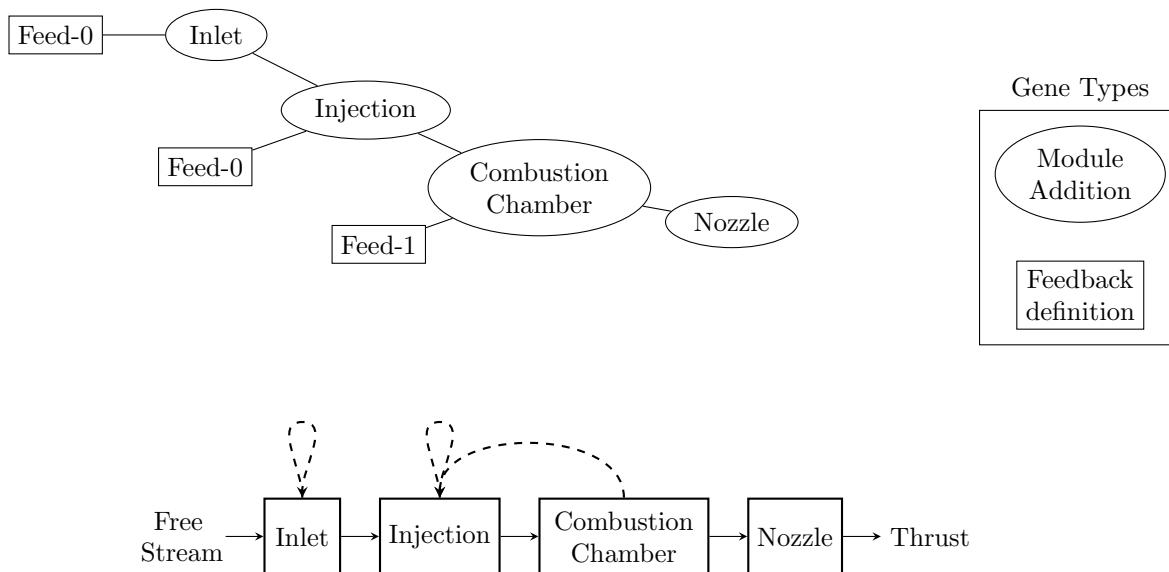 Feed-0
Inlet
Injection
Feed-0
Combustion
Chamber
Feed-1
Nozzle
Gene Types
Module
Addition
Feedback
definition
Free
Stream
Inlet
Injection
Combustion
Chamber
Nozzle
Thrust